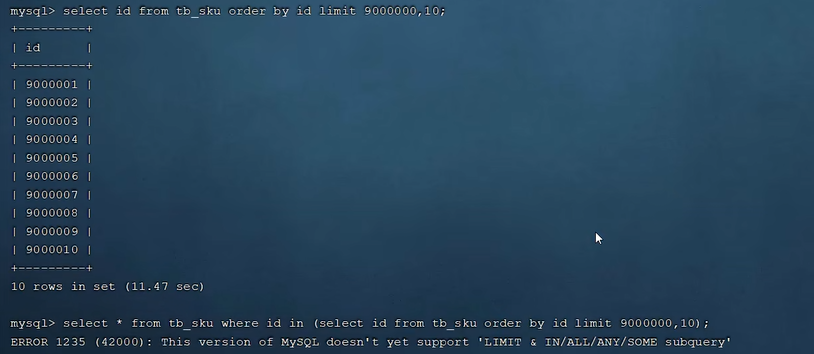 mysql> select id from tb_sku order by id limit 9000000,10;
+---------+
| id      |
+---------+
| 9000001 |
| 9000002 |
| 9000003 |
| 9000004 |
| 9000005 |
| 9000006 |
| 9000007 |
| 9000008 |
| 9000009 |
| 9000010 |
+---------+
10 rows in set (11.47 sec)
mysql> select * from tb_sku where id in (select id from tb_sku order by id limit 9000000,10);
ERROR 1235 (42000): This version of MySQL doesn't yet support 'LIMIT & IN/ALL/ANY/SOME subquery'